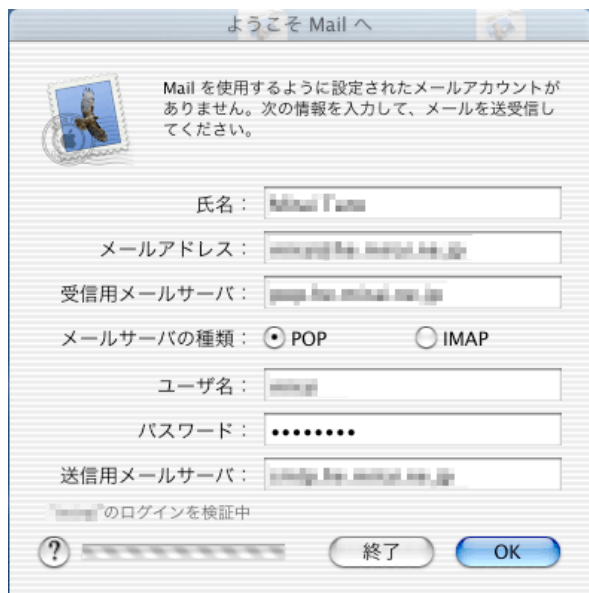 ようこそ Mail へ
Mail を使用するように設定されたメールアカウントが
ありません。次の情報を入力して、メールを送受信し
てください。
氏名：
メールアドレス：
受信用メールサーバ：
メールサーバの種類： POP IMAP
ユーザ名：
パスワード： ••••••••
送信用メールサーバ：
のログインを検証中
? 終了 OK